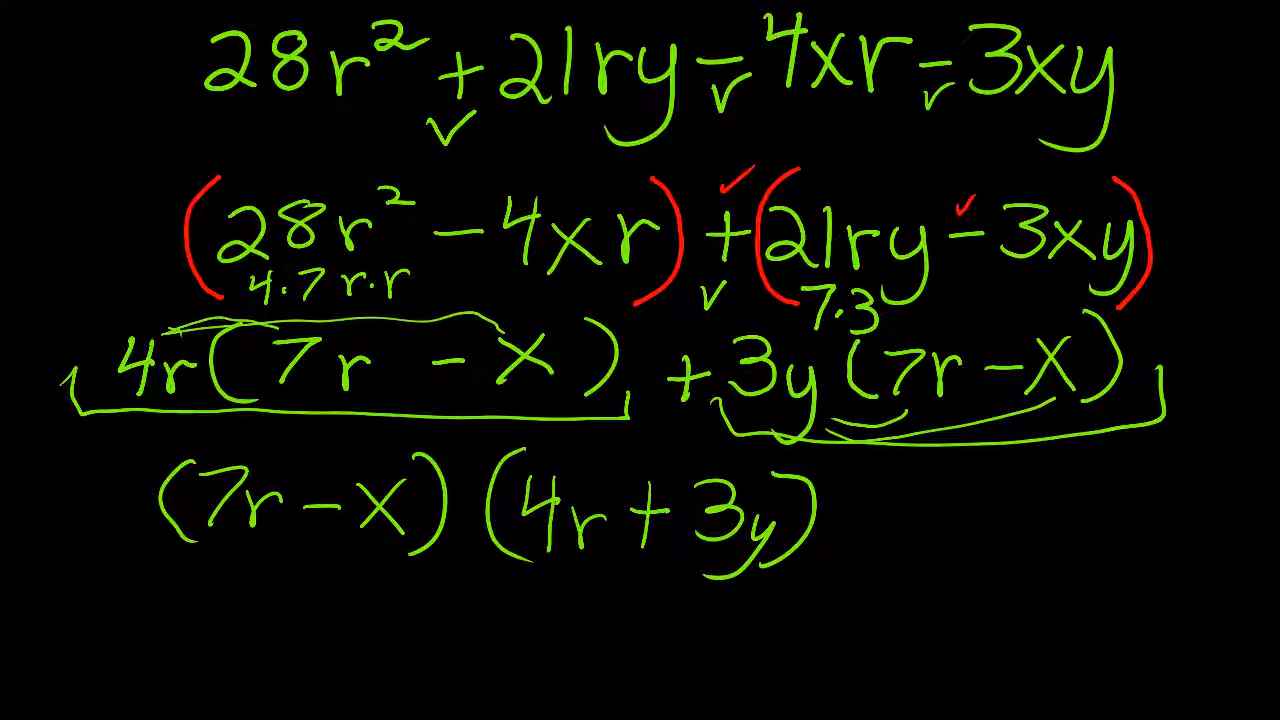 28r² + 21ry - 4xr - 3xy
(28r² - 4xr) + (21ry - 3xy)
4·7 r·r 7·3
4r(7r - x) + 3y(7r - x)
(7r - x)(4r + 3y)